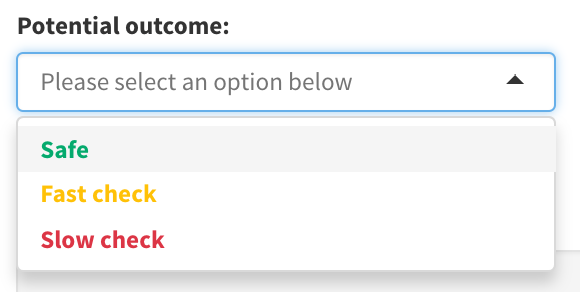 Potential outcome:
Please select an option below
Safe
Fast check
Slow check